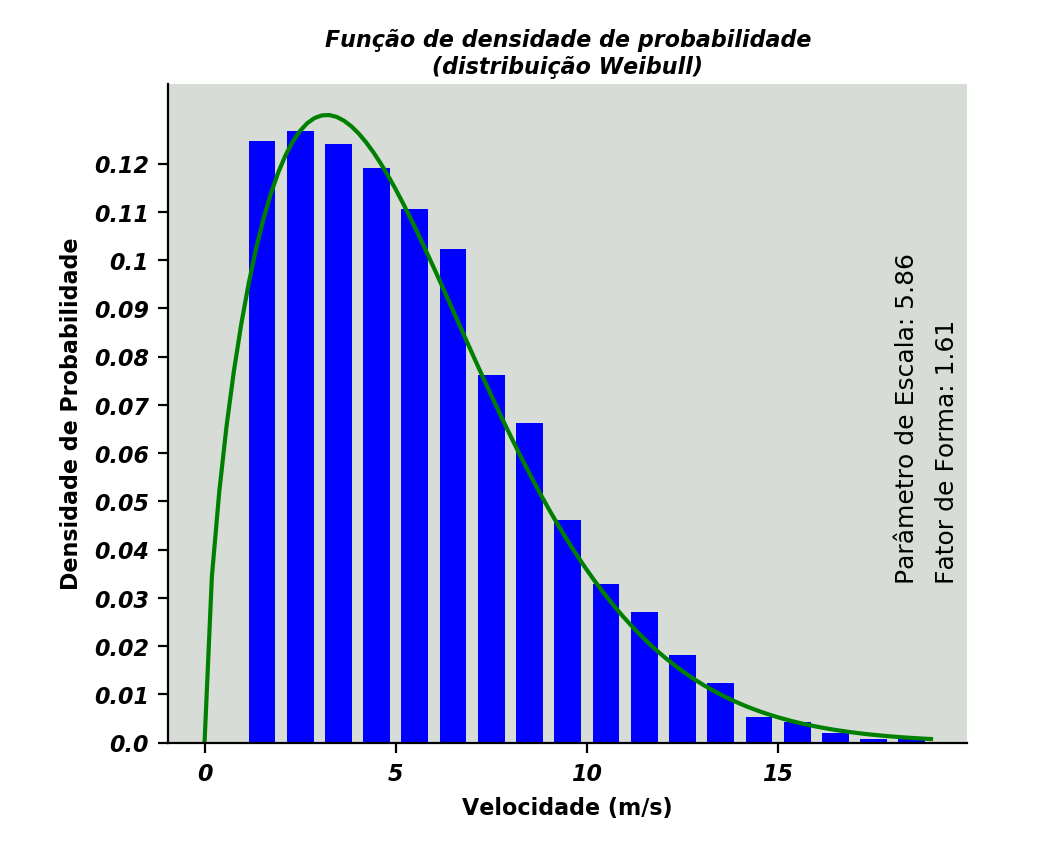 Função de densidade de probabilidade
(distribuição Weibull)
Densidade de Probabilidade
0.12
0.11
0.1
0.09
0.08
0.07
0.06
0.05
0.04
0.03
0.02
0.01
0.0
Parâmetro de Escala: 5.86
Fator de Forma: 1.61
0
5
10
15
Velocidade (m/s)